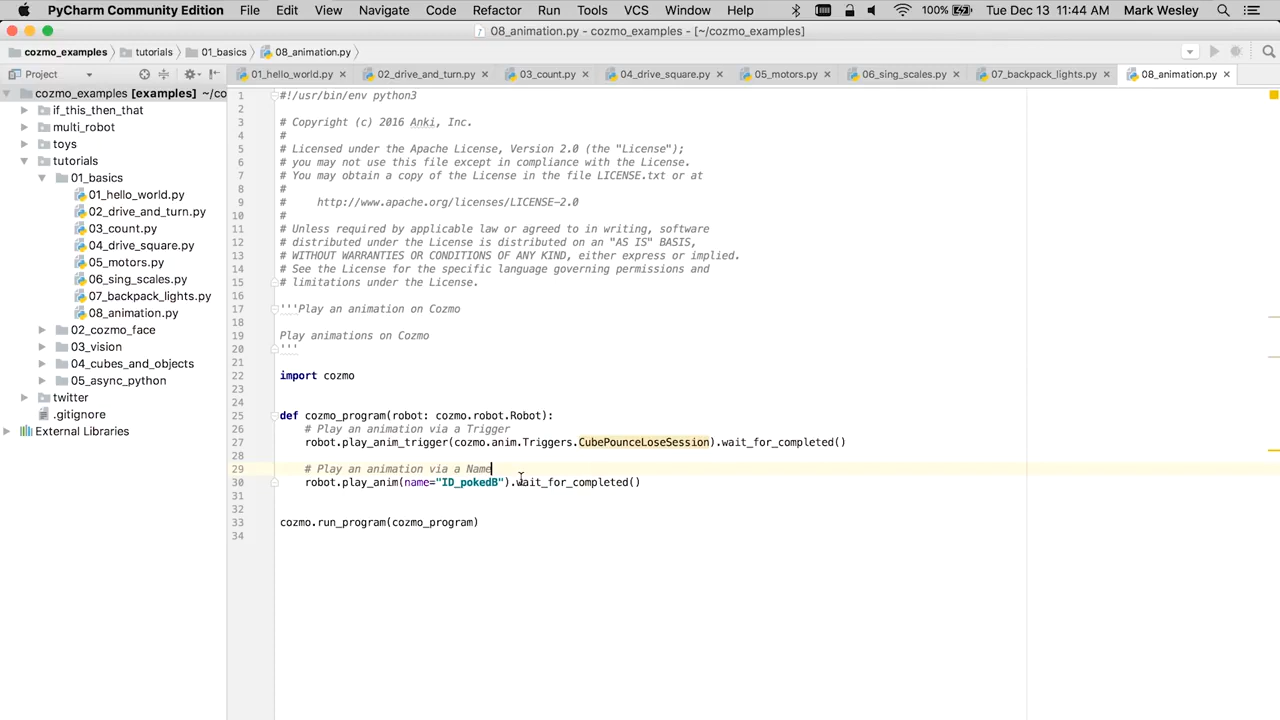 PyCharm Community Edition File Edit View Navigate Code Refactor Run Tools VCS Window Help 100% Tue Dec 13 11:44 AM Mark Wesley
08_animation.py - cozmo_examples - [~/cozmo_examples]
cozmo_examples tutorials 01_basics 08_animation.py
Project
01_hello_world.py 02_drive_and_turn.py 03_count.py 04_drive_square.py 05_motors.py 06_sing_scales.py 07_backpack_lights.py 08_animation.py
cozmo_examples [examples] ~/co
if_this_then_that
multi_robot
toys
tutorials
01_basics
01_hello_world.py
02_drive_and_turn.py
03_count.py
04_drive_square.py
05_motors.py
06_sing_scales.py
07_backpack_lights.py
08_animation.py
02_cozmo_face
03_vision
04_cubes_and_objects
05_async_python
twitter
.gitignore
External Libraries
1 #!/usr/bin/env python3
2
3 # Copyright (c) 2016 Anki, Inc.
4 #
5 # Licensed under the Apache License, Version 2.0 (the "License");
6 # you may not use this file except in compliance with the License.
7 # You may obtain a copy of the License in the file LICENSE.txt or at
8 #
9 #     http://www.apache.org/licenses/LICENSE-2.0
10 #
11 # Unless required by applicable law or agreed to in writing, software
12 # distributed under the License is distributed on an "AS IS" BASIS,
13 # WITHOUT WARRANTIES OR CONDITIONS OF ANY KIND, either express or implied.
14 # See the License for the specific language governing permissions and
15 # limitations under the License.
16
17 '''Play an animation on Cozmo
18
19 Play animations on Cozmo
20 '''
21
22 import cozmo
23
24
25 def cozmo_program(robot: cozmo.robot.Robot):
26     # Play an animation via a Trigger
27     robot.play_anim_trigger(cozmo.anim.Triggers.CubePounceLoseSession).wait_for_completed()
28
29     # Play an animation via a Name
30     robot.play_anim(name="ID_pokedB").wait_for_completed()
31
32
33 cozmo.run_program(cozmo_program)
34